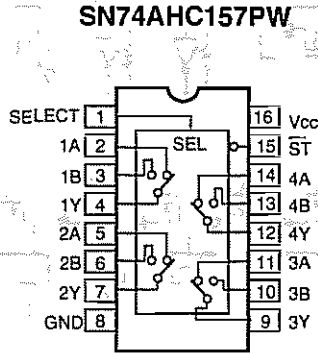 SN74AHC157PW
SELECT 1 16 Vcc
SEL
1A 2 15 ST
1B 3 14 4A
1Y 4 13 4B
2A 5 12 4Y
2B 6 11 3A
2Y 7 10 3B
GND 8 9 3Y